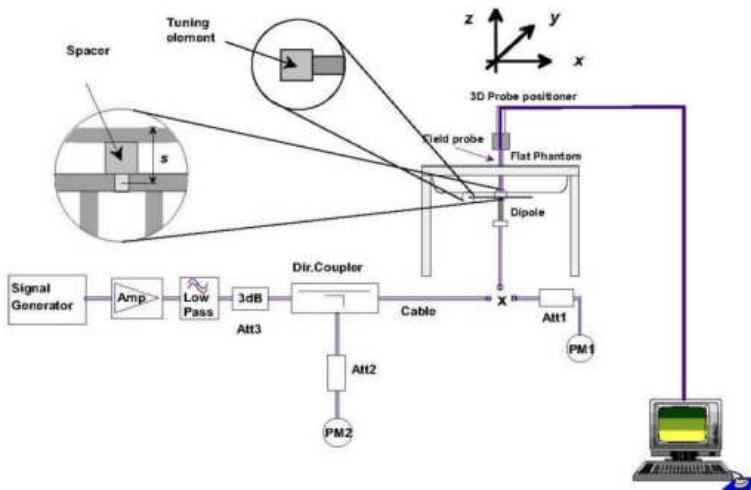 Tuning
element
Spacer
z
y
x
s
3D Probe positioner
Field probe
Flat Phantom
Dipole
Dir.Coupler
Signal
Generator
Amp
Low
Pass
3dB
Att3
Cable
x
Att1
PM1
Att2
PM2